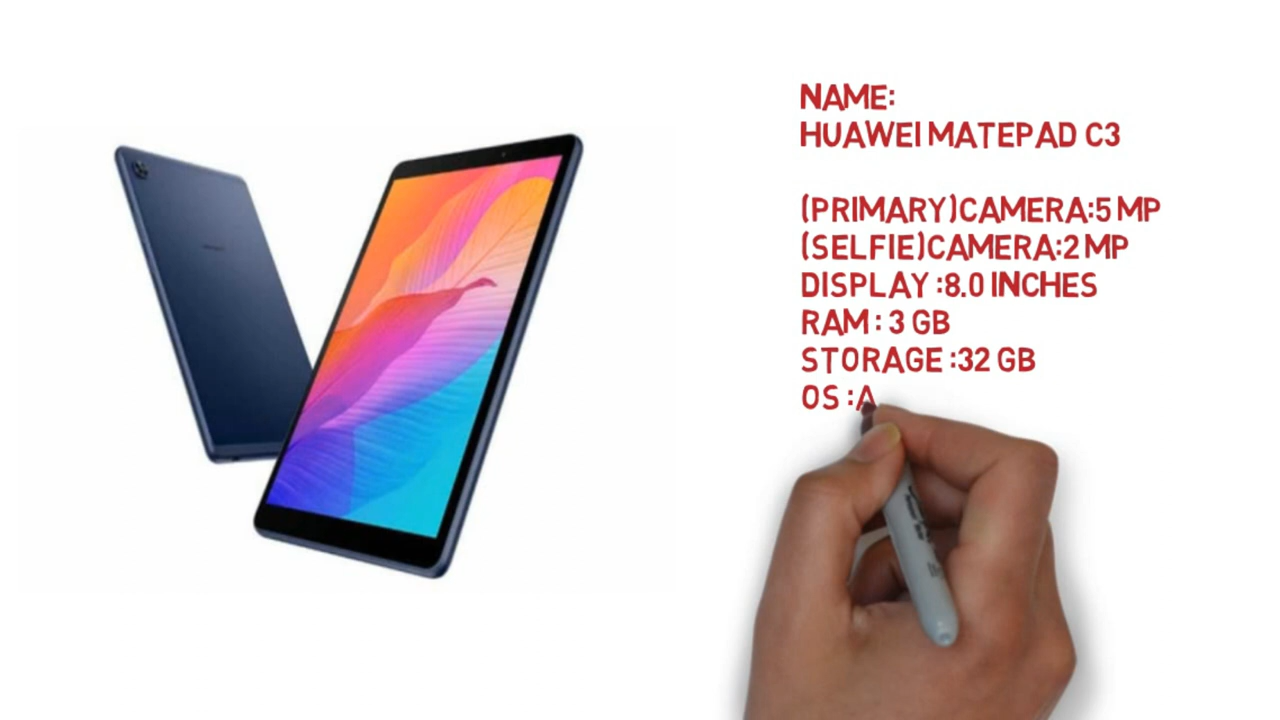 NAME:
HUAWEI MATEPAD C3
(PRIMARY)CAMERA:5 MP
(SELFIE)CAMERA:2 MP
DISPLAY :8.0 INCHES
RAM : 3 GB
STORAGE :32 GB
OS :A